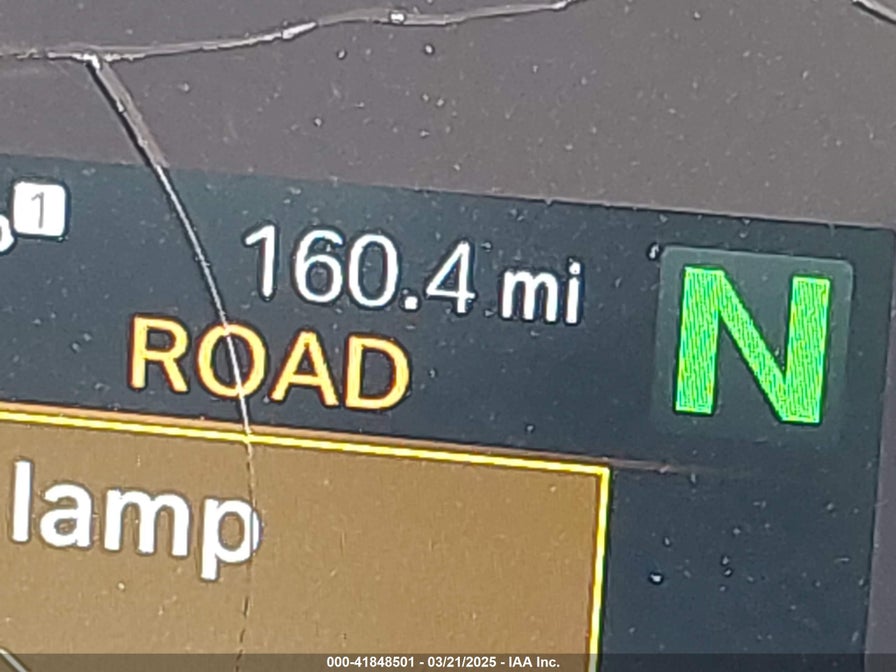 1
160.4 mi
N
ROAD
lamp
000-41848501 - 03/21/2025 - IAA Inc.